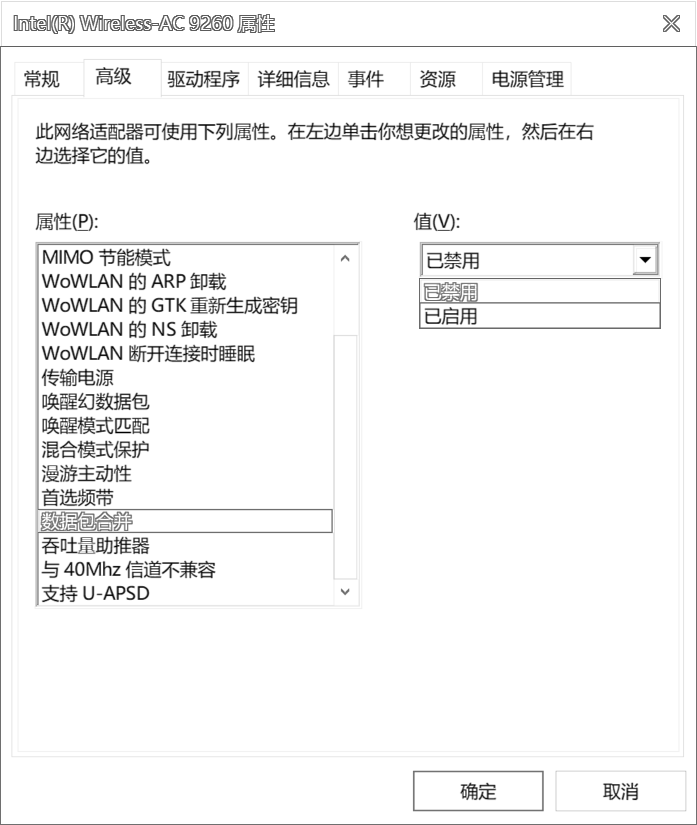 Intel(R) Wireless-AC 9260 属性
常规 高级 驱动程序 详细信息 事件 资源 电源管理
此网络适配器可使用下列属性。在左边单击你想更改的属性，然后在右
边选择它的值。
属性(P):
值(V):
MIMO 节能模式
WoWLAN 的 ARP 卸载
WoWLAN 的 GTK 重新生成密钥
WoWLAN 的 NS 卸载
WoWLAN 断开连接时睡眠
传输电源
唤醒幻数据包
唤醒模式匹配
混合模式保护
漫游主动性
首选频带
数据包合并
吞吐量助推器
与 40Mhz 信道不兼容
支持 U-APSD
已禁用
已禁用
已启用
确定
取消